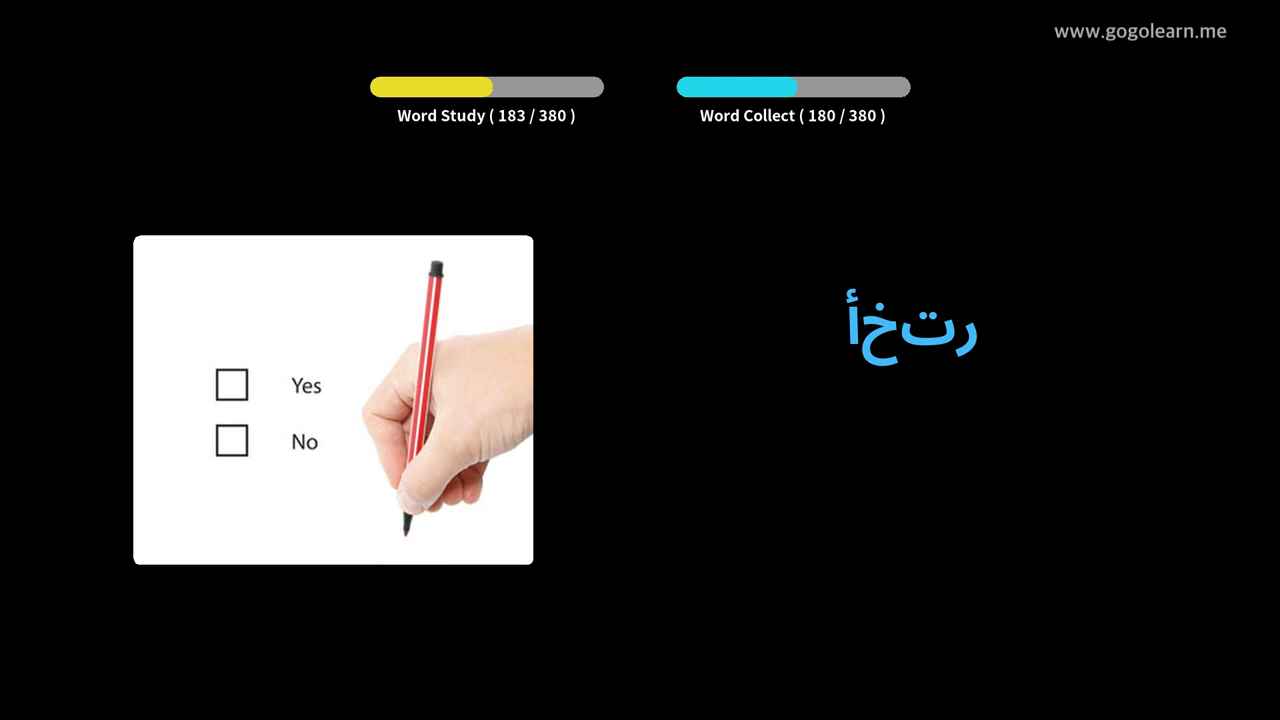 www.gogolearn.me
Word Study ( 183 / 380 )
Word Collect ( 180 / 380 )
Yes
No
رتخأ